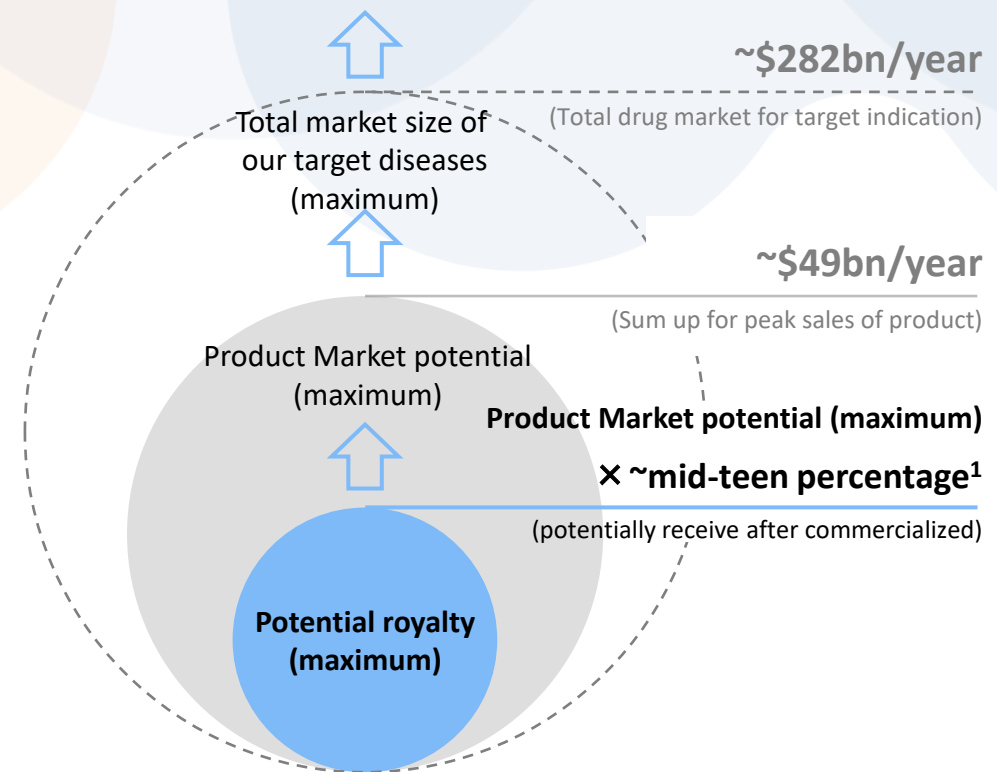 ~$282bn/year
(Total drug market for target indication)
Total market size of
our target diseases
(maximum)
~$49bn/year
(Sum up for peak sales of product)
Product Market potential
(maximum)
Product Market potential (maximum)
× ~mid-teen percentage¹
(potentially receive after commercialized)
Potential royalty
(maximum)